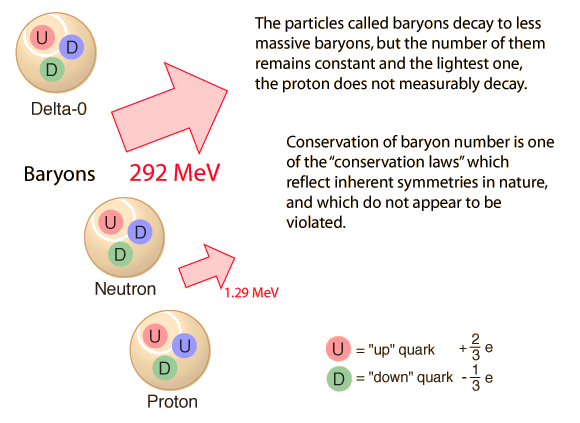 The particles called baryons decay to less
massive baryons, but the number of them
remains constant and the lightest one,
the proton does not measurably decay.
U
D
D
Delta-0
Conservation of baryon number is one
of the "conservation laws" which
reflect inherent symmetries in nature,
and which do not appear to be
violated.
Baryons
292 MeV
U
D
D
Neutron
1.29 MeV
U
U
D
Proton
U = "up" quark +2/3 e
D = "down" quark -1/3 e